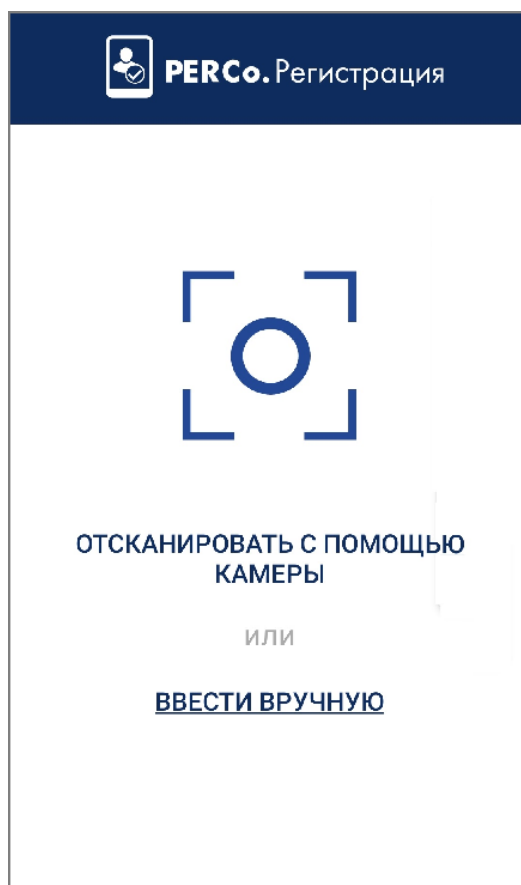 PERCo.Регистрация
ОТСКАНИРОВАТЬ С ПОМОЩЬЮ
КАМЕРЫ
или
ВВЕСТИ ВРУЧНУЮ